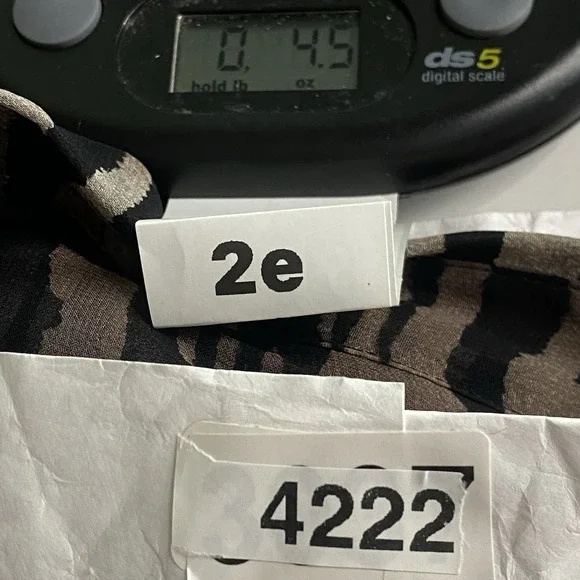 0. 4.5
hold lb oz
ds5
digital scale
2e
4222